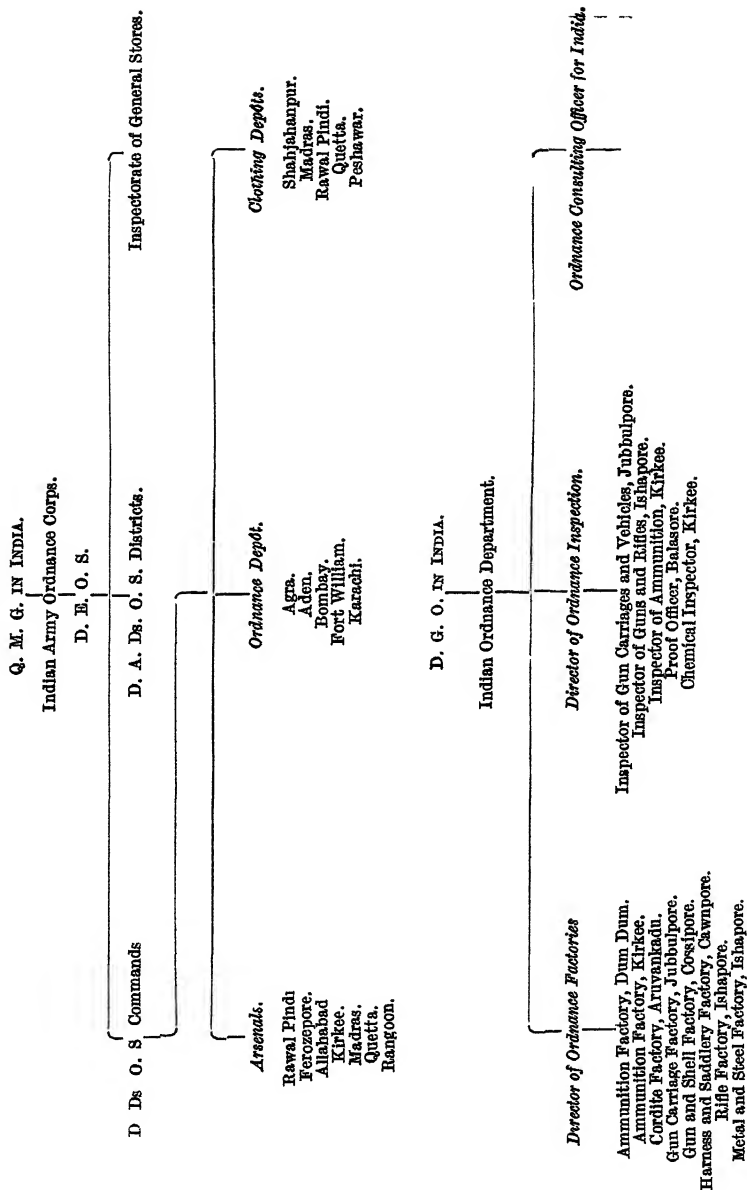 Q. M. G. IN INDIA.
Indian Army Ordnance Corps.
D. E. O. S.
D Ds O. S Commands
D. A. Ds. O. S. Districts.
Inspectorate of General Stores.
Arsenals.
Rawal Pindi
Ferozepore.
Allahabad
Kirkee.
Madras.
Quetta.
Rangoon.
Ordnance Depôt.
Agra.
Aden.
Bombay.
Fort William.
Karachi.
Clothing Depôts.
Shahjahanpur.
Madras.
Rawal Pindi.
Quetta.
Peshawar.
D. G. O. IN INDIA.
Indian Ordnance Department.
Director of Ordnance Factories
Ammunition Factory, Dum Dum.
Ammunition Factory, Kirkee.
Cordite Factory, Aruvankadu.
Gun Carriage Factory, Jubbulpore.
Gun and Shell Factory, Cossipore.
Harness and Saddlery Factory, Cawnpore.
Rifle Factory, Ishapore.
Metal and Steel Factory, Ishapore.
Director of Ordnance Inspection.
Inspector of Gun Carriages and Vehicles, Jubbulpore.
Inspector of Guns and Rifles, Ishapore.
Inspector of Ammunition, Kirkee.
Proof Officer, Balasore.
Chemical Inspector, Kirkee.
Ordnance Consulting Officer for India.